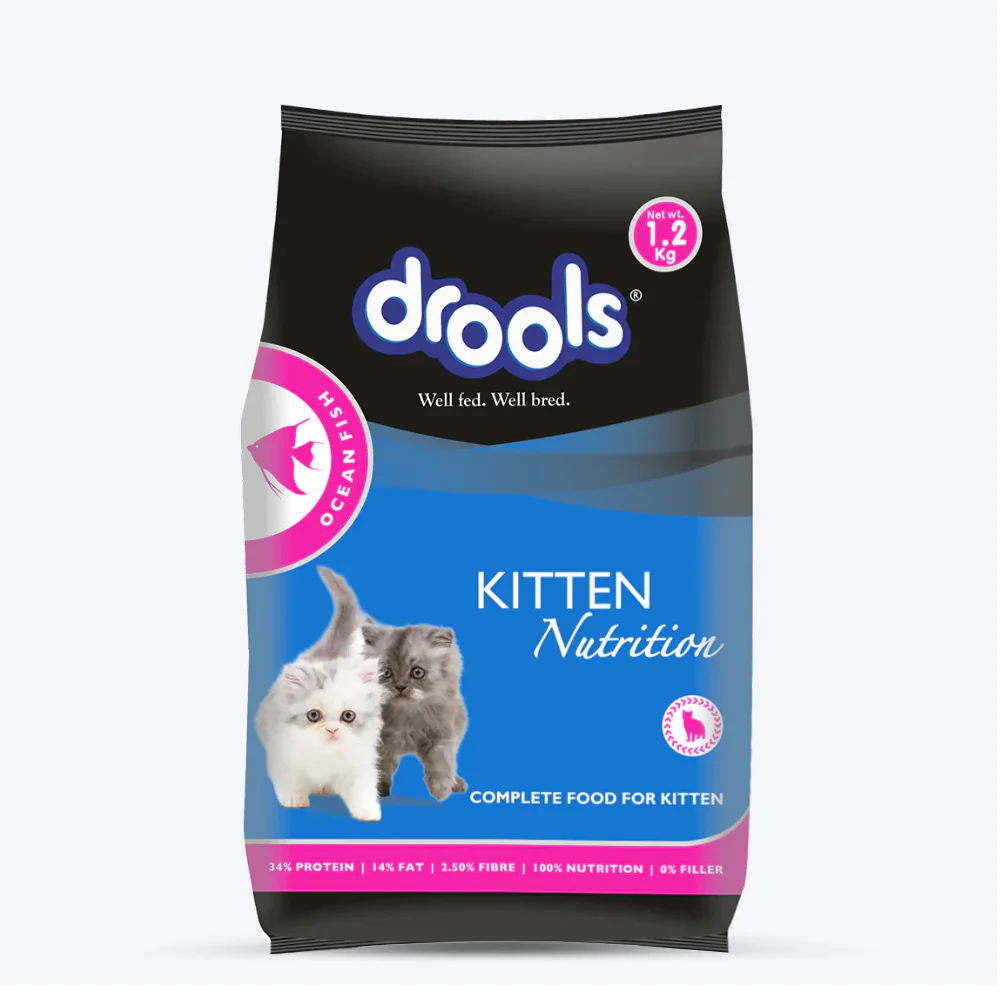 Net wt.
1.2
Kg
drools®
Well fed. Well bred.
OCEAN FISH
KITTEN
Nutrition
COMPLETE FOOD FOR KITTEN
34% PROTEIN | 14% FAT | 2.50% FIBRE | 100% NUTRITION | 0% FILLER